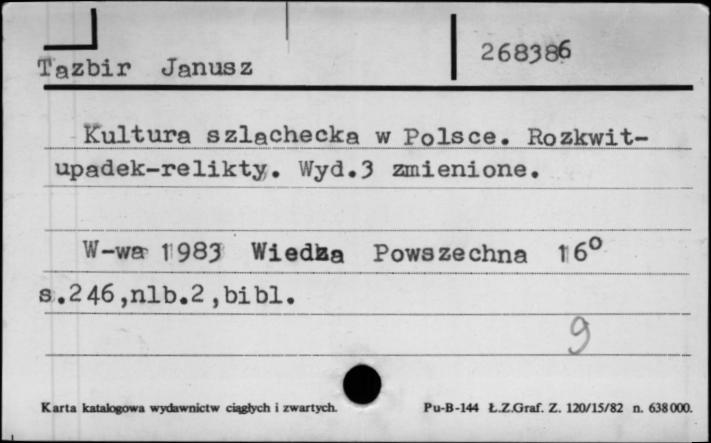 268386
Tazbir Janusz
Kultura szlachecka w Polsce. Rozkwit-
upadek-relikty. Wyd.3 zmienione.
W-wa 1983 Wiedza Powszechna 16°
s.246,nlb.2,bibl.
9
Karta katalogowa wydawnictw ciągłych i zwartych. Pu-B-144 Ł.Z.Graf. Z. 120/15/82 n. 638000.